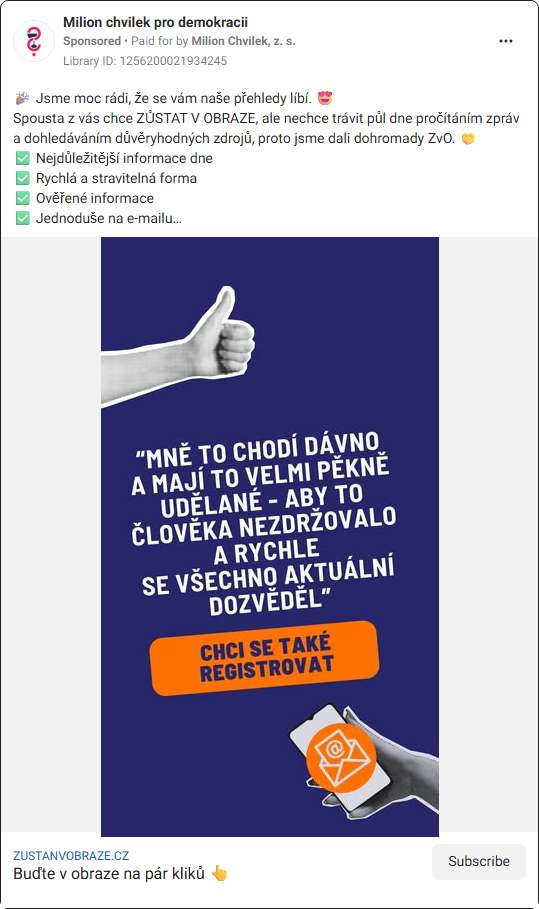 Milion chvilek pro demokracii
Sponsored • Paid for by Milion Chvilek, z. s.
Library ID: 1256200021934245
🎉 Jsme moc rádi, že se vám naše přehledy líbí. 😍
Spousta z vás chce ZŮSTAT V OBRAZE, ale nechce trávit půl dne pročítáním zpráv
a dohledáváním důvěryhodných zdrojů, proto jsme dali dohromady ZvO. 🤝
✅ Nejdůležitější informace dne
✅ Rychlá a stravitelná forma
✅ Ověřené informace
✅ Jednoduše na e-mailu…
“MNĚ TO CHODÍ DÁVNO
A MAJÍ TO VELMI PĚKNĚ
UDĚLANÉ - ABY TO
ČLOVĚKA NEZDRŽOVALO
A RYCHLE
SE VŠECHNO AKTUÁLNÍ
DOZVĚDĚL”
CHCI SE TAKÉ
REGISTROVAT
@
ZUSTANVOBRAZE.CZ
Buďte v obraze na pár kliků 👆
Subscribe